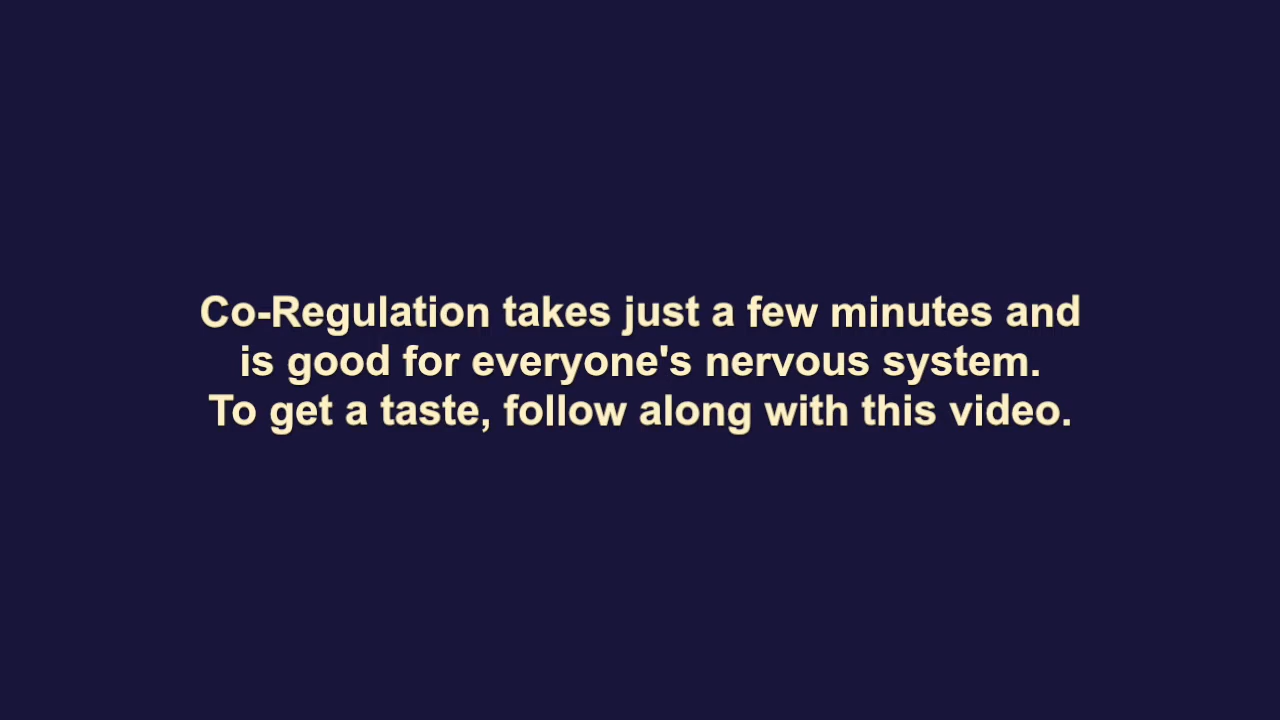 Co-Regulation takes just a few minutes and
is good for everyone's nervous system.
To get a taste, follow along with this video.